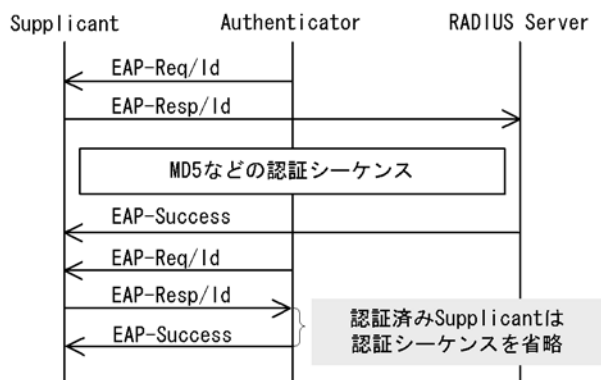 Supplicant Authenticator RADIUS Server
EAP-Req/Id
EAP-Resp/Id
MD5などの認証シーケンス
EAP-Success
EAP-Req/Id
EAP-Resp/Id
EAP-Success
認証済みSupplicantは
認証シーケンスを省略